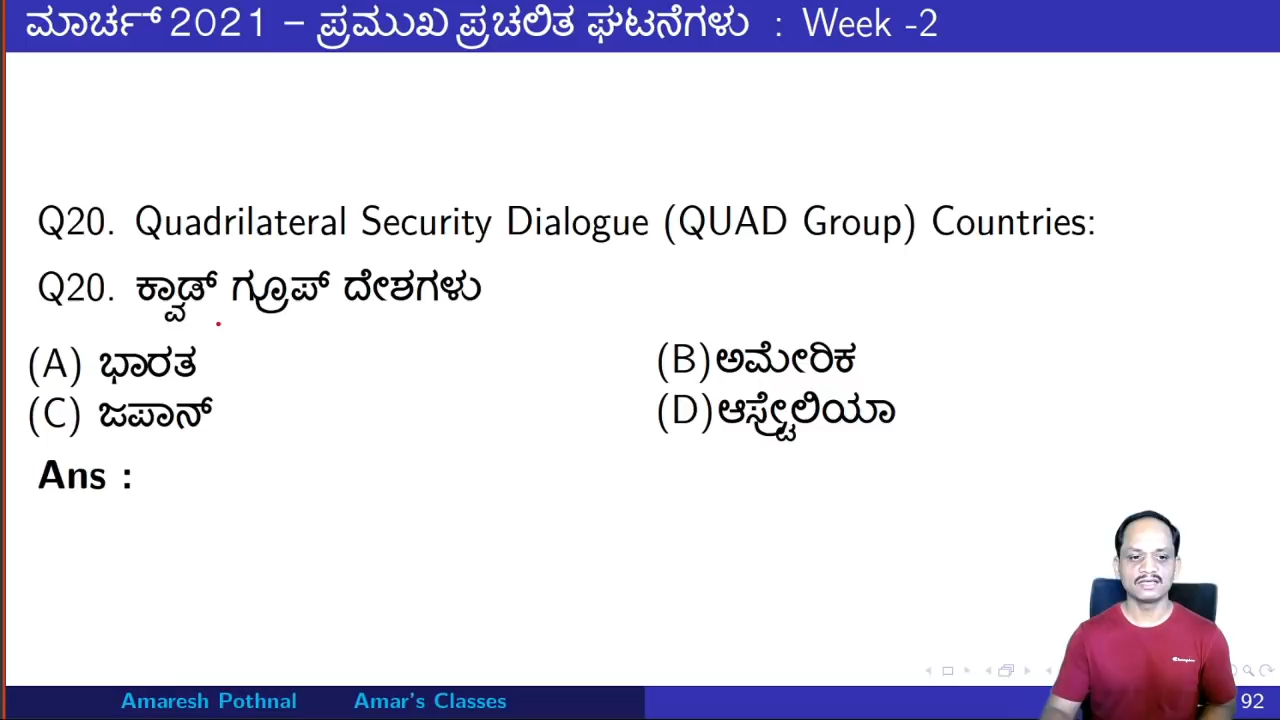 ಮಾರ್ಚ್ 2021 – ಪ್ರಮುಖ ಪ್ರಚಲಿತ ಘಟನೆಗಳು : Week -2
Q20. Quadrilateral Security Dialogue (QUAD Group) Countries:
Q20. ಕ್ವಾಡ್ ಗ್ರೂಪ್ ದೇಶಗಳು
(A) ಭಾರತ (B)ಅಮೇರಿಕ
(C) ಜಪಾನ್ (D)ಆಸ್ಟ್ರೇಲಿಯಾ
Ans :
Champion
Amaresh Pothnal Amar's Classes 92